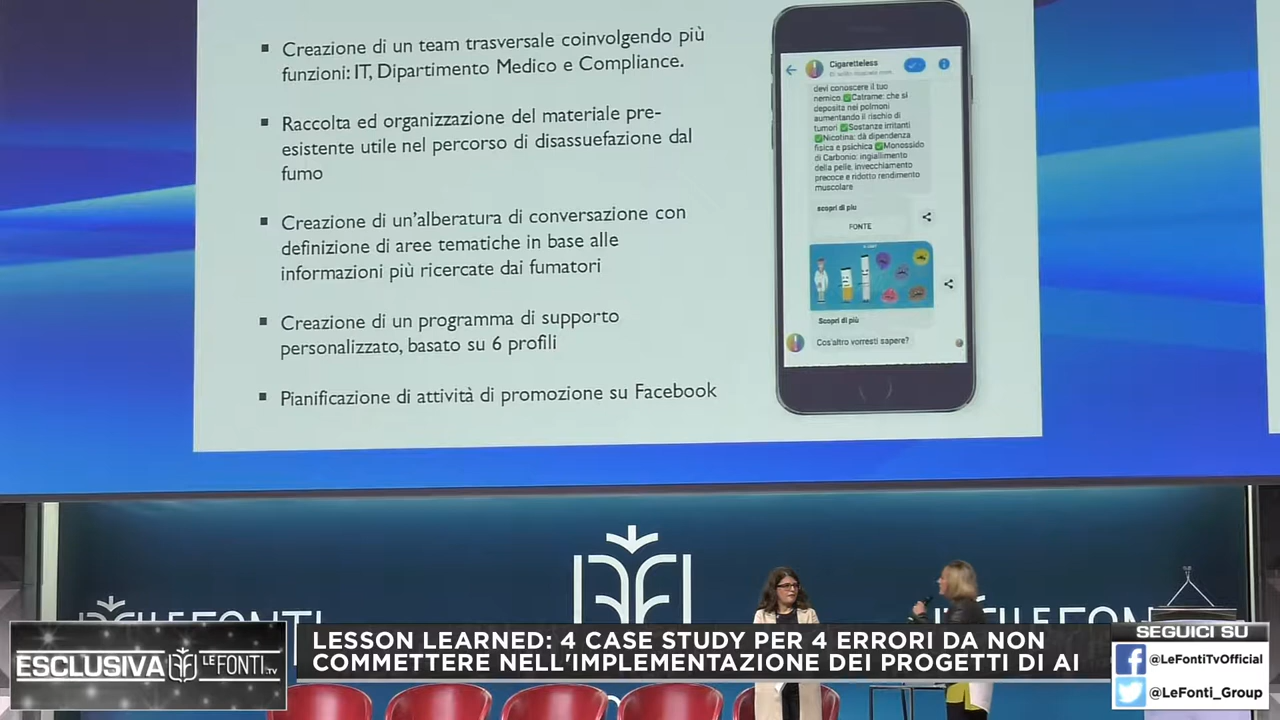 ▪ Creazione di un team trasversale coinvolgendo più
funzioni: IT, Dipartimento Medico e Compliance.
▪ Raccolta ed organizzazione del materiale pre-
esistente utile nel percorso di disassuefazione dal
fumo
▪ Creazione di un'alberatura di conversazione con
definizione di aree tematiche in base alle
informazioni più ricercate dai fumatori
▪ Creazione di un programma di supporto
personalizzato, basato su 6 profili
▪ Pianificazione di attività di promozione su Facebook
Cigaretteless
devi conoscere il tuo
nemico ✅Catrame: che si
deposita nei polmoni
aumentando il rischio di
tumori ✅Sostanze irritanti
✅Nicotina: dà dipendenza
fisica e psichica ✅Monossido
di Carbonio: ingiallimento
della pelle, invecchiamento
precoce e ridotto rendimento
muscolare
scopri di più
FONTE
Scopri di più
Cos'altro vorresti sapere?
LE FONTI
LE FON
ESCLUSIVA LE FONTI.TV
LESSON LEARNED: 4 CASE STUDY PER 4 ERRORI DA NON
COMMETTERE NELL'IMPLEMENTAZIONE DEI PROGETTI DI AI
SEGUICI SU
@LeFontiTvOfficial
@LeFonti_Group